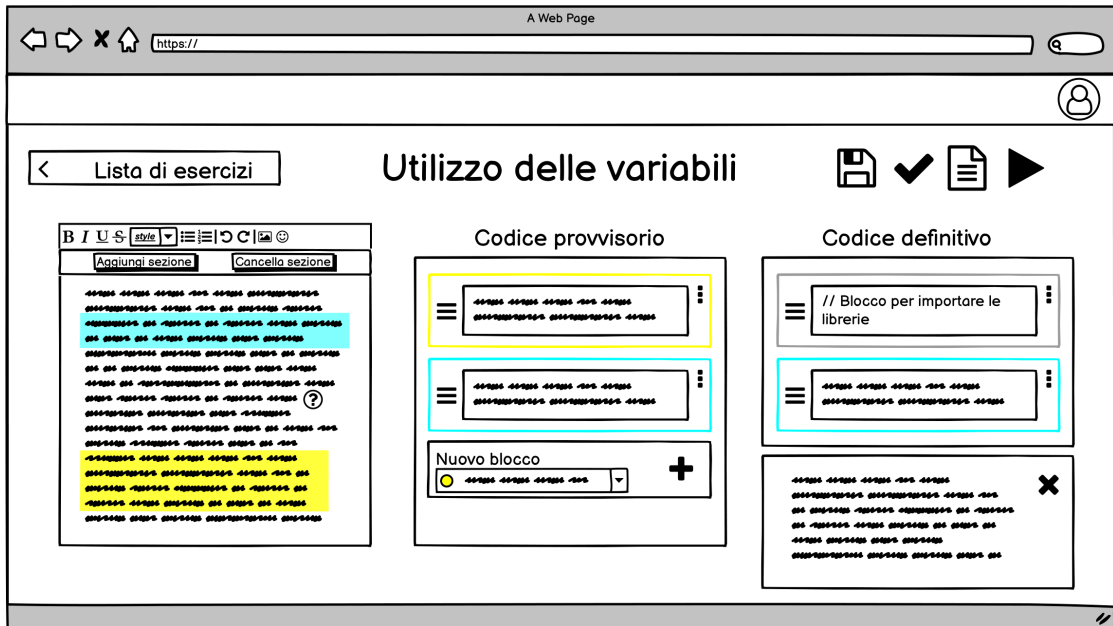 A Web Page
https://
Lista di esercizi
Utilizzo delle variabili
B I U S style
Aggiungi sezione
Cancella sezione
?
Codice provvisorio
Nuovo blocco
Codice definitivo
// Blocco per importare le
librerie